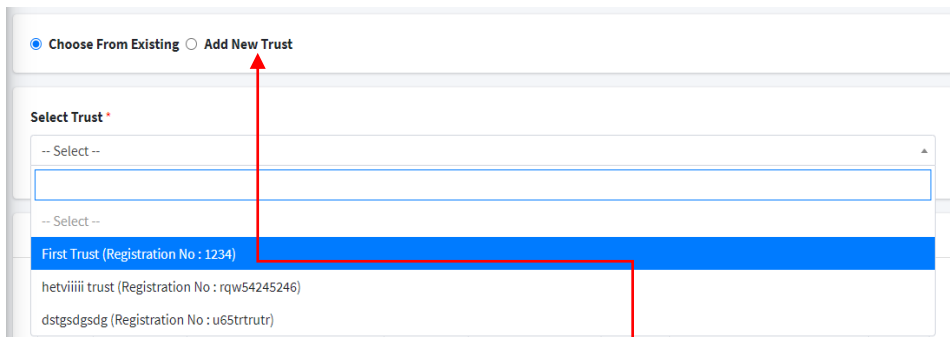 Choose From Existing Add New Trust
Select Trust *
-- Select --
-- Select --
First Trust (Registration No : 1234)
hetviiiii trust (Registration No : rqw54245246)
dstgsdgsdg (Registration No : u65trtrutr)